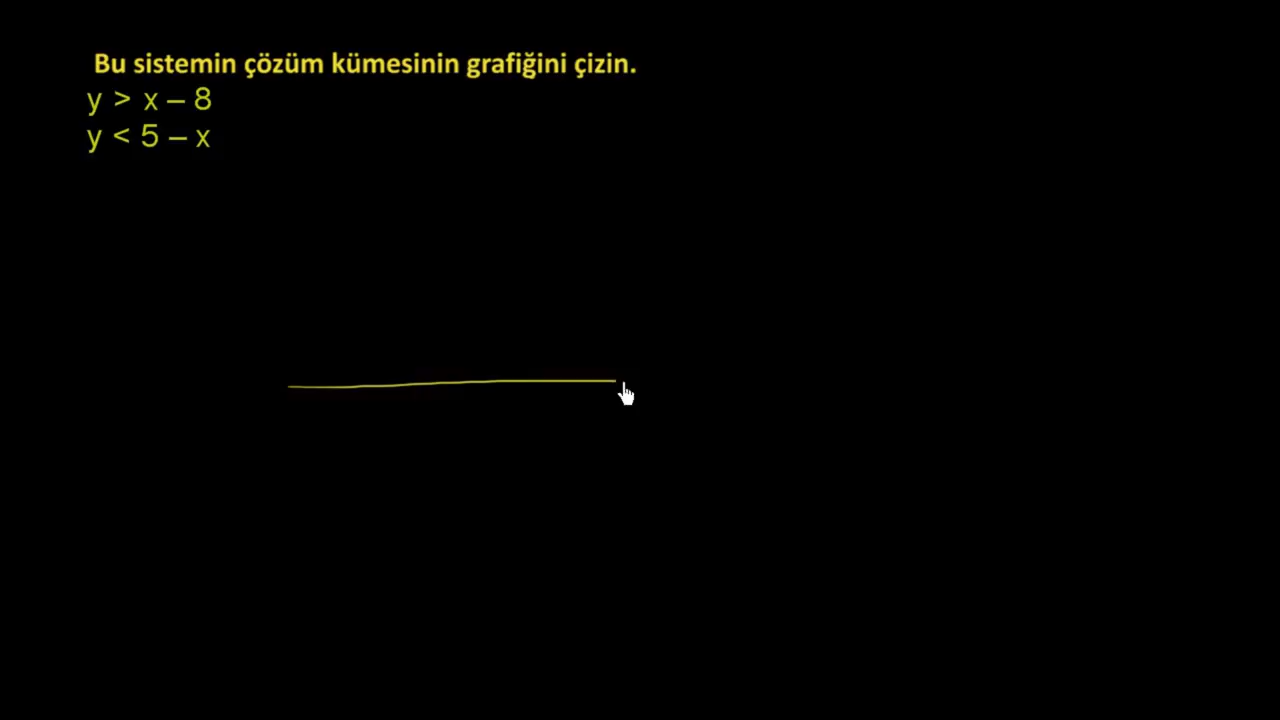 Bu sistemin çözüm kümesinin grafiğini çizin.
y > x – 8
y < 5 – x